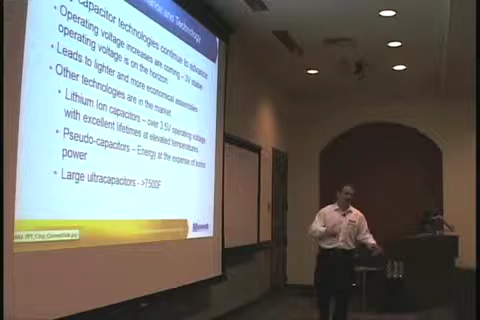 and Technology
capacitor technologies continue to advance
Operating voltage increases are coming – 3V stable
operating voltage is on the horizon
Leads to lighter and more economical assemblies
Other technologies are in the market
Lithium Ion capacitors – over 3.5V operating voltage
with excellent lifetimes at elevated temperatures.
Pseudo-capacitors – Energy at the expense of some
power
Large ultracapacitors - >7500F